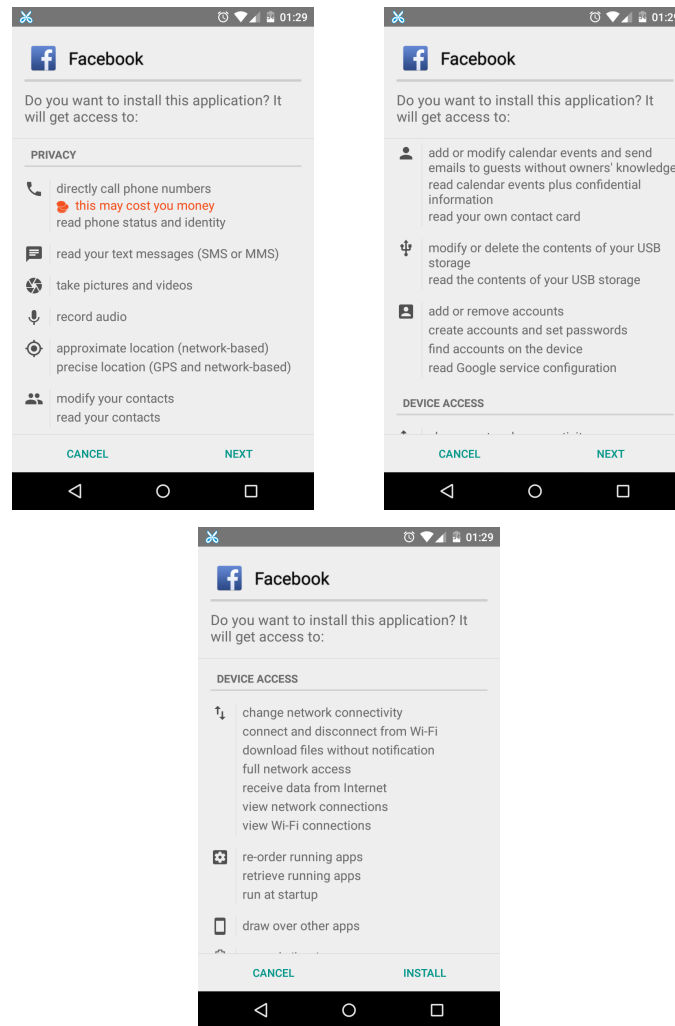 01:29
Facebook
Do you want to install this application? It
will get access to:
PRIVACY
directly call phone numbers
this may cost you money
read phone status and identity
read your text messages (SMS or MMS)
take pictures and videos
record audio
approximate location (network-based)
precise location (GPS and network-based)
modify your contacts
read your contacts
CANCEL NEXT
01:29
Facebook
Do you want to install this application? It
will get access to:
add or modify calendar events and send
emails to guests without owners' knowledge
read calendar events plus confidential
information
read your own contact card
modify or delete the contents of your USB
storage
read the contents of your USB storage
add or remove accounts
create accounts and set passwords
find accounts on the device
read Google service configuration
DEVICE ACCESS
CANCEL NEXT
01:29
Facebook
Do you want to install this application? It
will get access to:
DEVICE ACCESS
change network connectivity
connect and disconnect from Wi-Fi
download files without notification
full network access
receive data from Internet
view network connections
view Wi-Fi connections
re-order running apps
retrieve running apps
run at startup
draw over other apps
CANCEL INSTALL